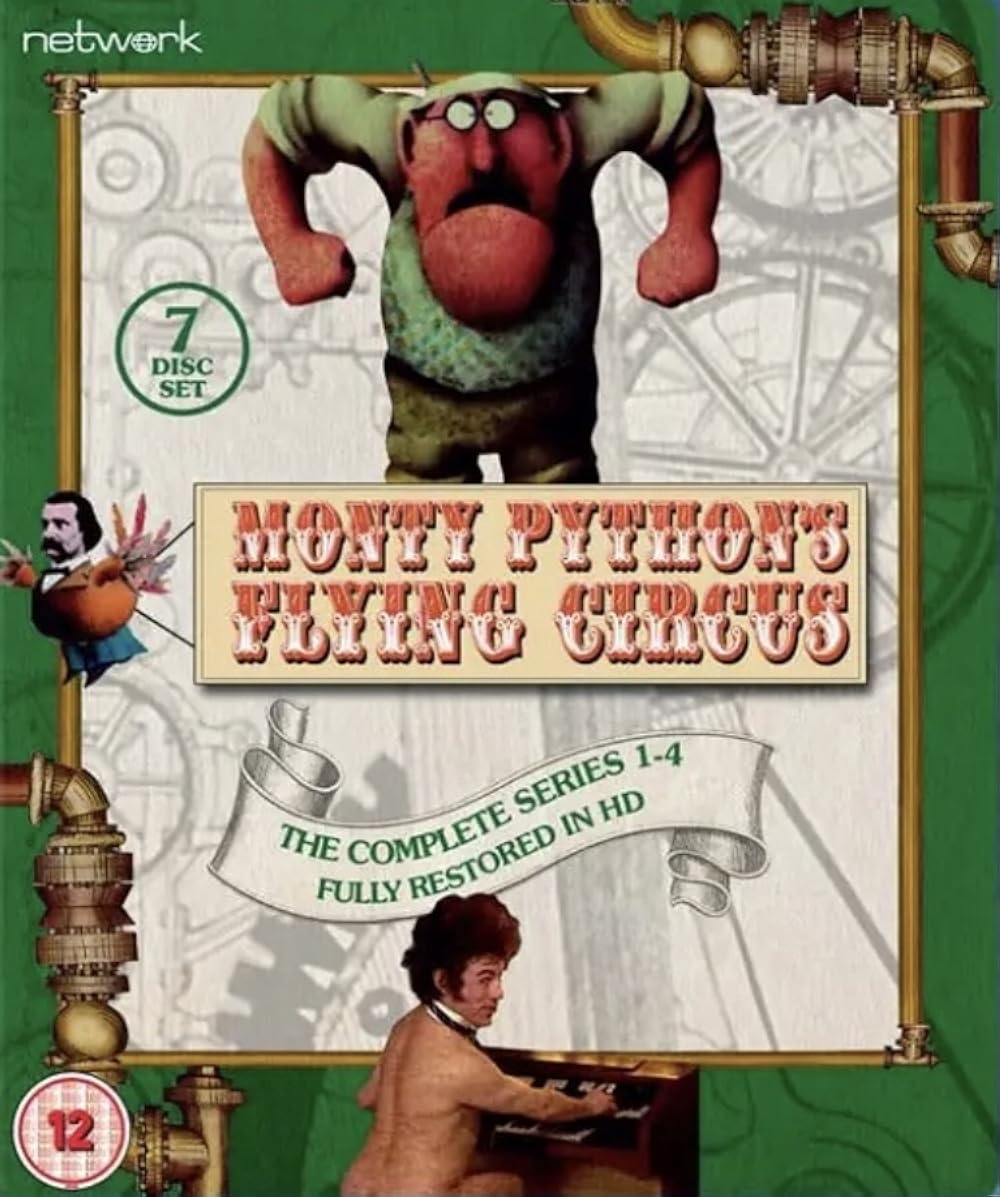 network
7
DISC
SET
MONTY PYTHON'S
FLYING CIRCUS
THE COMPLETE SERIES 1-4
FULLY RESTORED IN HD
12